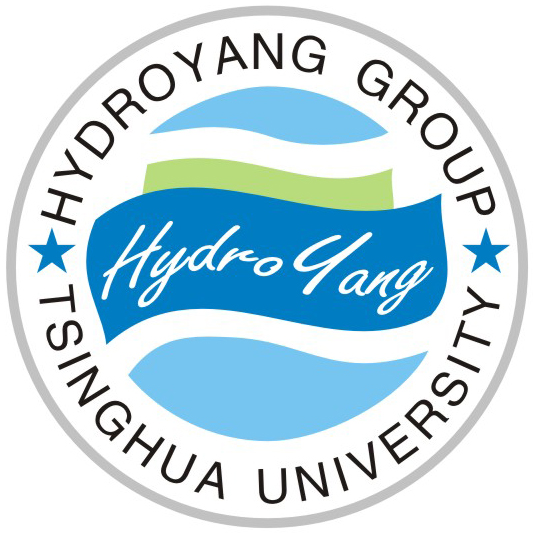 HYDROYANG GROUP
Hydro Yang
TSINGHUA UNIVERSITY